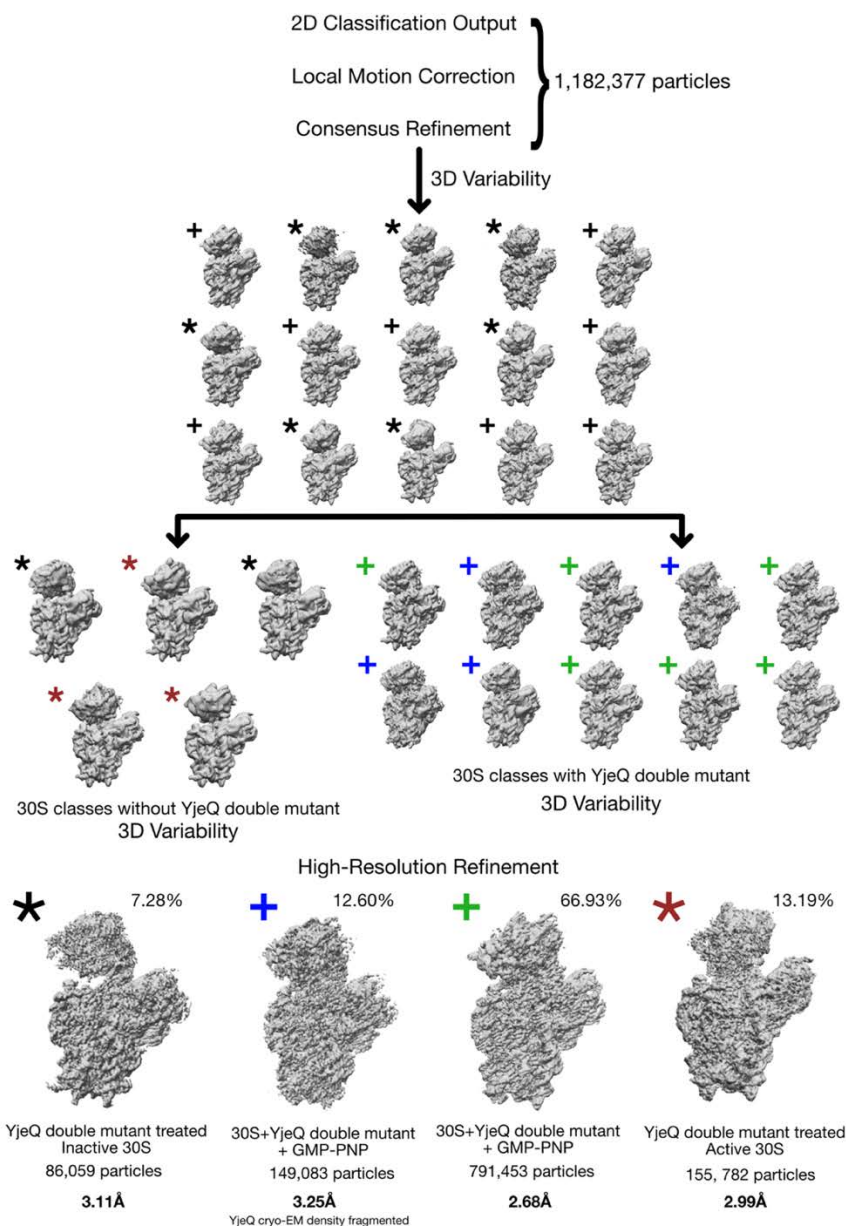 2D Classification Output
Local Motion Correction
Consensus Refinement
1,182,377 particles
3D Variability
+ * * * +
* + + * +
+ * * + +
* * *
+ + + + +
* *
+ + + + +
30S classes without YjeQ double mutant
3D Variability
30S classes with YjeQ double mutant
3D Variability
High-Resolution Refinement
* 7.28%
+ 12.60%
+ 66.93%
* 13.19%
YjeQ double mutant treated
Inactive 30S
86,059 particles
3.11Å
30S+YjeQ double mutant
+ GMP-PNP
149,083 particles
3.25Å
YjeQ cryo-EM density fragmented
30S+YjeQ double mutant
+ GMP-PNP
791,453 particles
2.68Å
YjeQ double mutant treated
Active 30S
155, 782 particles
2.99Å